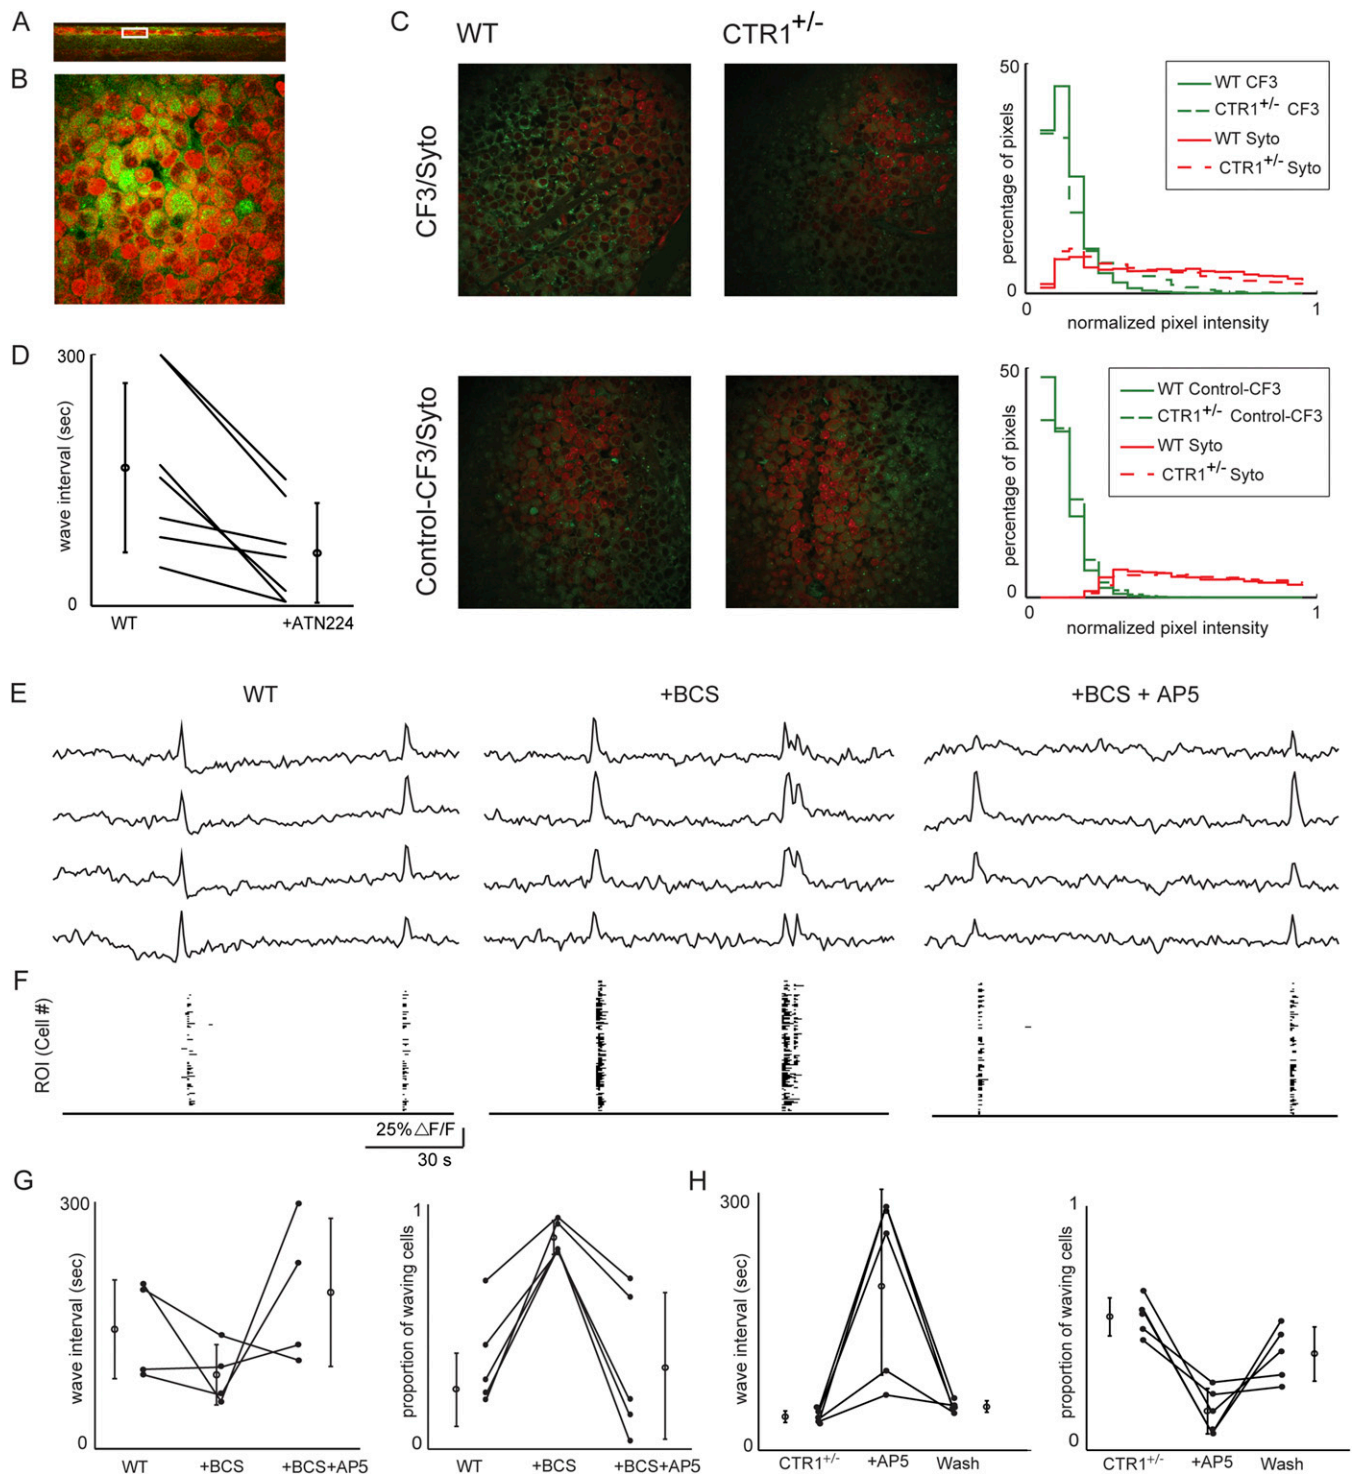 A
B
C
WT
CTR1+/-
CF3/Syto
50
percentage of pixels
0
0
1
normalized pixel intensity
WT CF3
CTR1+/- CF3
WT Syto
CTR1+/- Syto
D
300
wave interval (sec)
0
WT
+ATN224
Control-CF3/Syto
50
percentage of pixels
0
0
1
normalized pixel intensity
WT Control-CF3
CTR1+/- Control-CF3
WT Syto
CTR1+/- Syto
E
WT
+BCS
+BCS + AP5
F
ROI (Cell #)
25% △F/F
30 s
G
300
wave interval (sec)
0
WT
+BCS
+BCS+AP5
1
proportion of waving cells
0
WT
+BCS
+BCS+AP5
H
300
wave interval (sec)
0
CTR1+/-
+AP5
Wash
1
proportion of waving cells
0
CTR1+/-
+AP5
Wash